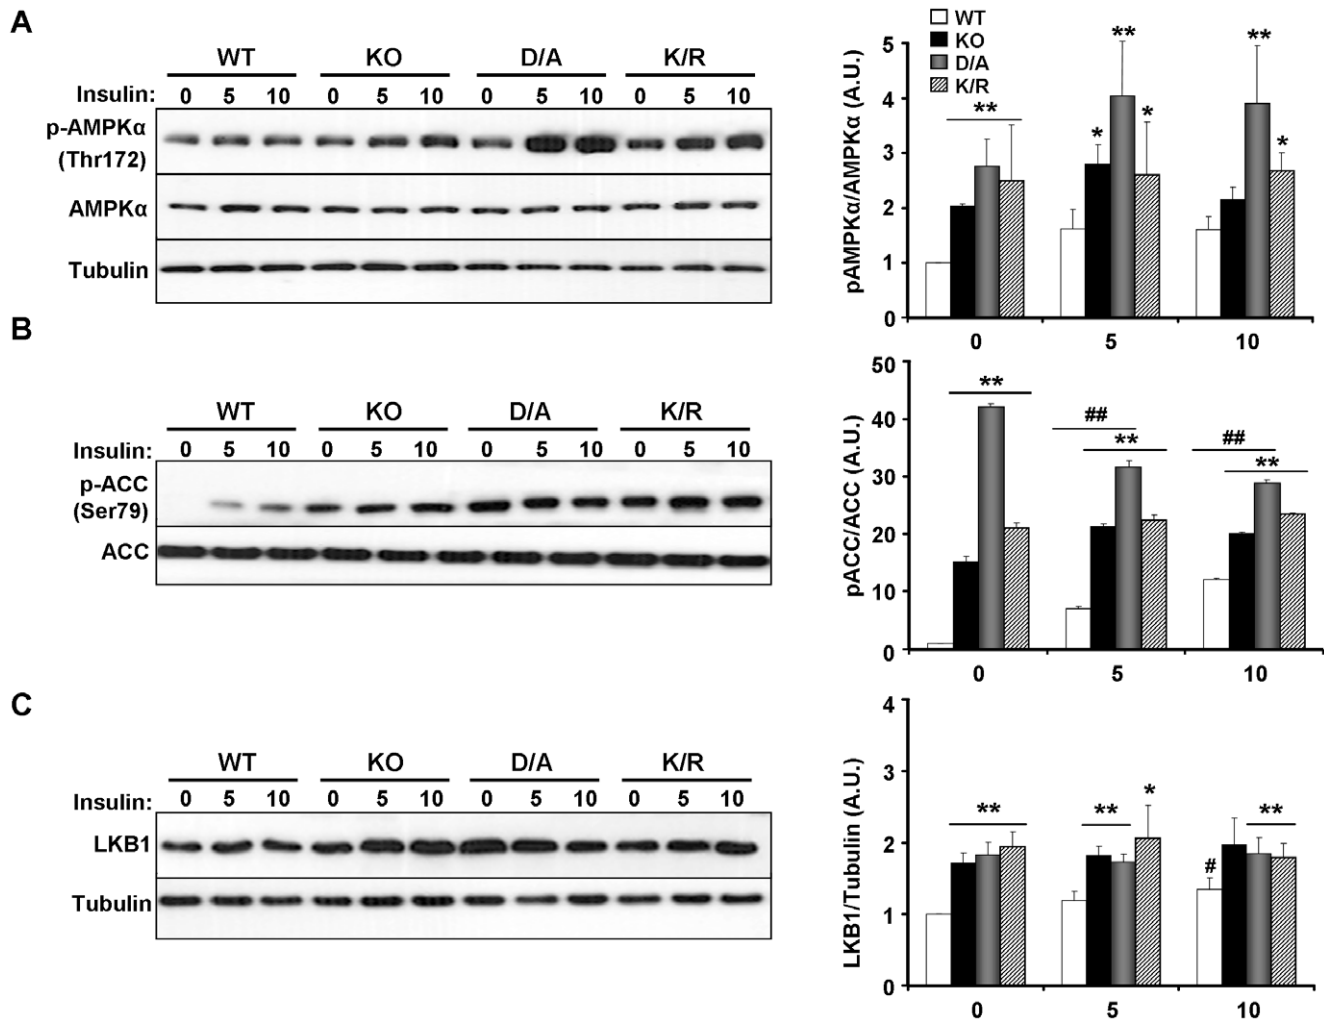 A
WT KO D/A K/R
Insulin: 0 5 10 0 5 10 0 5 10 0 5 10
p-AMPKα
(Thr172)
AMPKα
Tubulin
WT
KO
D/A
K/R
pAMPKα/AMPKα (A.U.)
5
4
3
2
1
0
**
*
**
*
**
*
0 5 10
B
WT KO D/A K/R
Insulin: 0 5 10 0 5 10 0 5 10 0 5 10
p-ACC
(Ser79)
ACC
pACC/ACC (A.U.)
50
40
30
20
10
0
**
##
**
##
**
0 5 10
C
WT KO D/A K/R
Insulin: 0 5 10 0 5 10 0 5 10 0 5 10
LKB1
Tubulin
LKB1/Tubulin (A.U.)
4
3
2
1
0
**
**
*
#
**
0 5 10